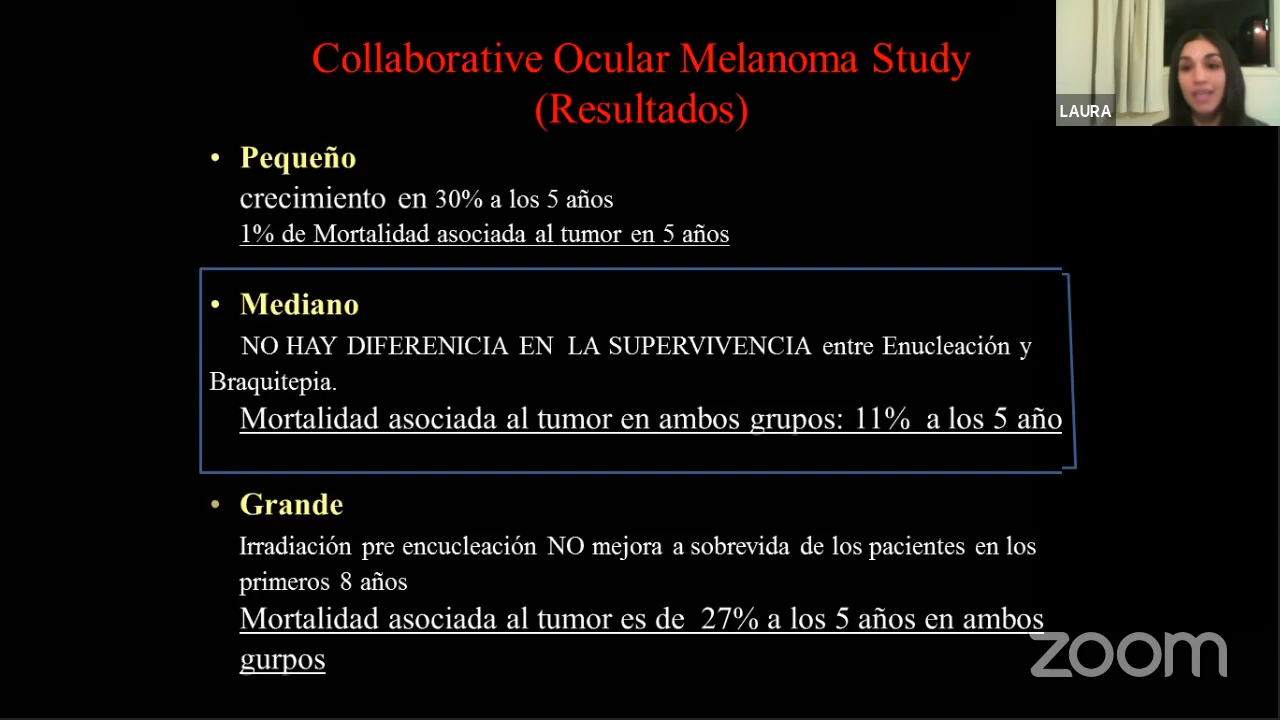 Collaborative Ocular Melanoma Study
(Resultados)
LAURA
• Pequeño
crecimiento en 30% a los 5 años
1% de Mortalidad asociada al tumor en 5 años
• Mediano
NO HAY DIFERENICIA EN LA SUPERVIVENCIA entre Enucleación y
Braquitepia.
Mortalidad asociada al tumor en ambos grupos: 11% a los 5 año
• Grande
Irradiación pre encucleación NO mejora a sobrevida de los pacientes en los
primeros 8 años
Mortalidad asociada al tumor es de 27% a los 5 años en ambos
gurpos
zoom